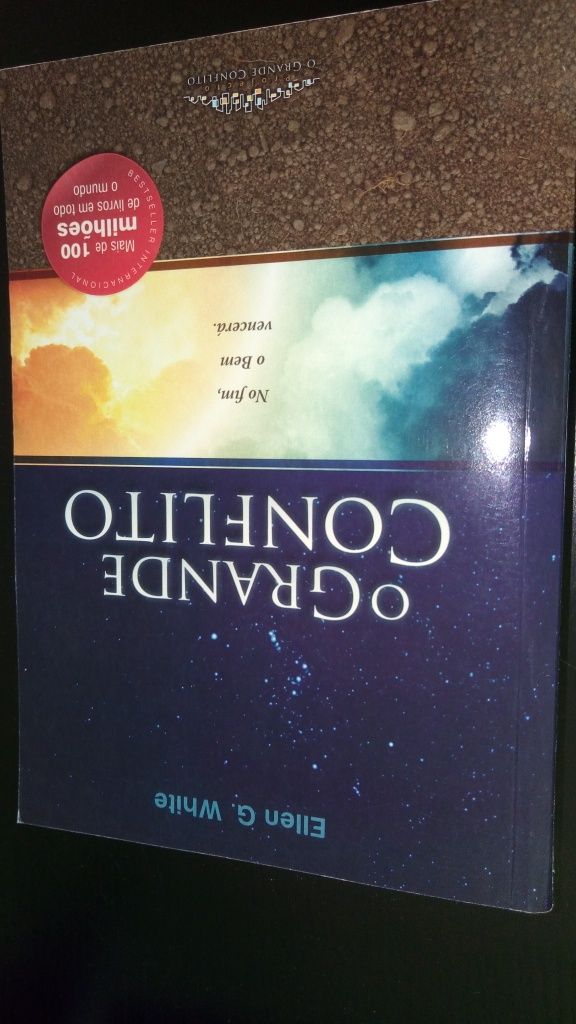 Ellen G. White
O GRANDE
CONFLITO
No fim,
o Bem
vencerá.
BESTSELLER INTERNACIONAL
Mais de 100
milhões
de livros em todo
o mundo
projecto
O GRANDE CONFLITO